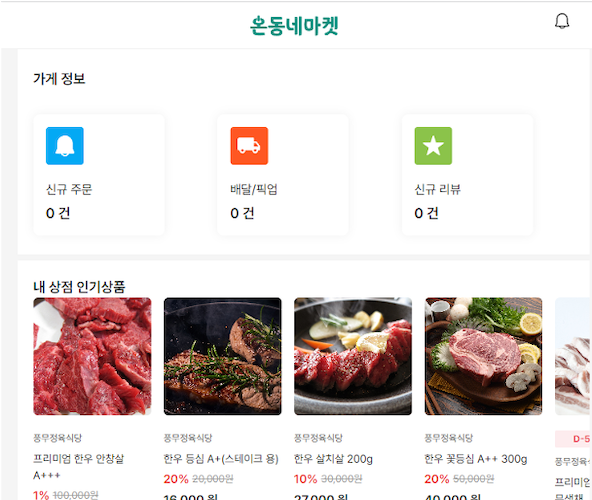 온동네마켓
가게 정보
신규 주문
0 건
배달/픽업
0 건
신규 리뷰
0 건
내 상점 인기상품
풍무정육식당
프리미엄 한우 안창살
A+++
1% 100,000원
풍무정육식당
한우 등심 A+(스테이크 용)
20% 20,000원
16,000 원
풍무정육식당
한우 살치살 200g
10% 30,000원
27,000 원
풍무정육식당
한우 꽃등심 A++ 300g
20% 50,000원
40,000 원
D-5
풍무정육식
프리미엄